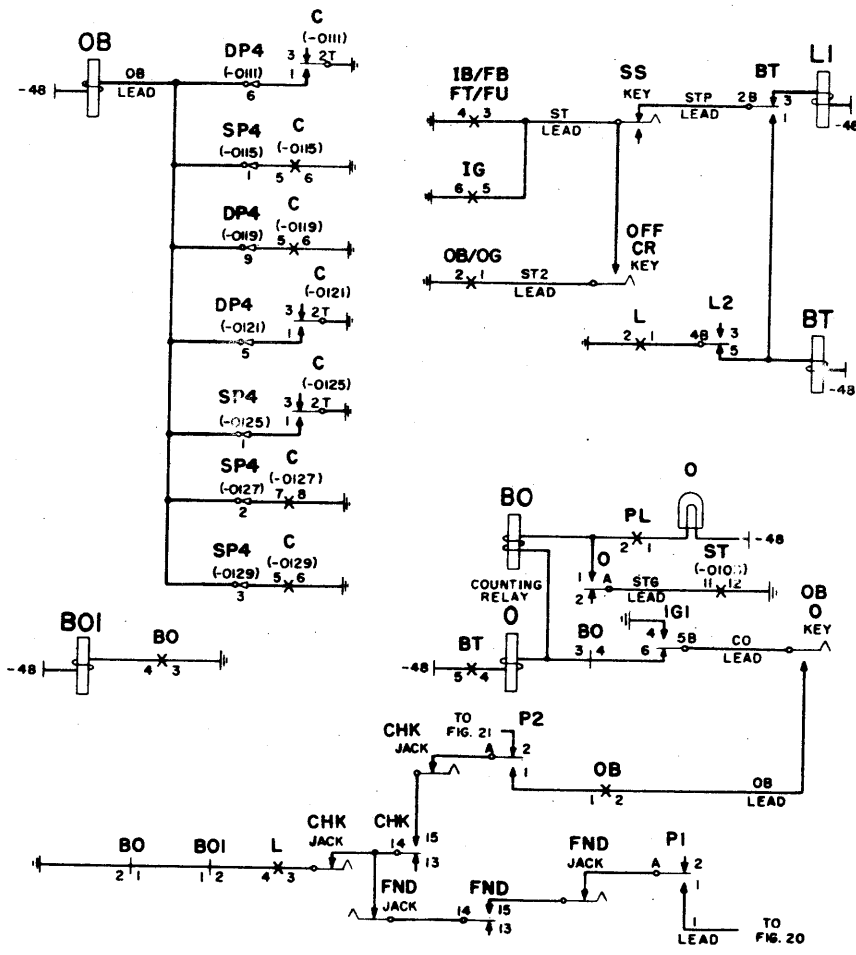 OB
-48
OB
LEAD
DP4
(-0111)
6
C
(-0111)
3
1
2T
SP4
(-0115)
1
C
(-0115)
5 6
DP4
(-0119)
9
C
(-0119)
5 6
DP4
(-0121)
5
C
(-0121)
3
1
2T
SP4
(-0125)
1
C
(-0125)
3
1
2T
SP4
(-0127)
2
C
(-0127)
7 8
SP4
(-0129)
3
C
(-0129)
5 6
BO1
-48
BO
4 3
IB/FB
FT/FU
4 3
ST
LEAD
IG
6 5
SS
KEY
STP
LEAD
BT
2B
3
1
L1
-48
OB/OG
2 1
ST2
LEAD
OFF
CR
KEY
L
2 1
L2
4B
3
5
BT
-48
BO
COUNTING
RELAY
PL
2 1
O
-48
O
1
2
A
STG
LEAD
ST
11 12
O
BT
5 4
-48
BO
3 4
IG1
4
6
5B
CO
LEAD
OB
O
KEY
CHK
JACK
TO
FIG. 21
A
P2
2
1
OB
1 2
OB
LEAD
BO
2 1
BO1
1 2
L
4 3
CHK
JACK
CHK
14
15
13
FND
JACK
FND
14
15
13
FND
JACK
A
P1
2
1
1
LEAD
TO
FIG. 20